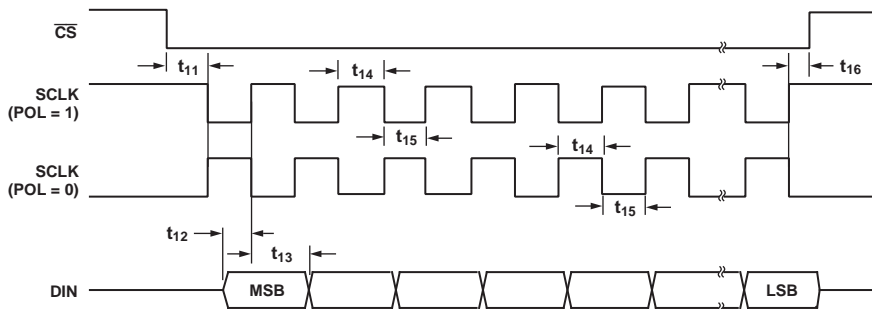 CS
t11
t14
t16
SCLK
(POL = 1)
t15
t14
SCLK
(POL = 0)
t15
t12
t13
DIN
MSB
LSB